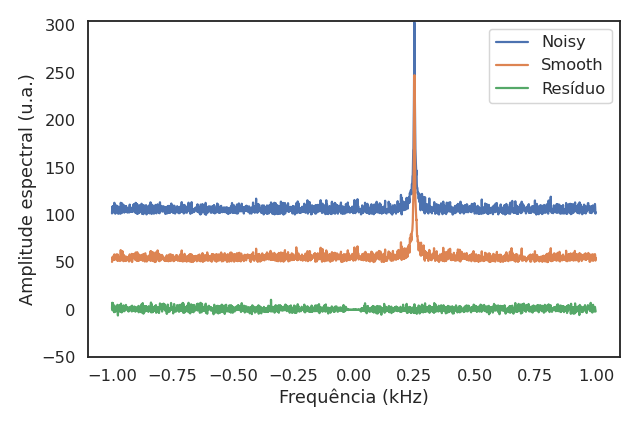 Noisy
Smooth
Resíduo
Amplitude espectral (u.a.)
300
250
200
150
100
50
0
−50
−1.00 −0.75 −0.50 −0.25 0.00 0.25 0.50 0.75 1.00
Frequência (kHz)